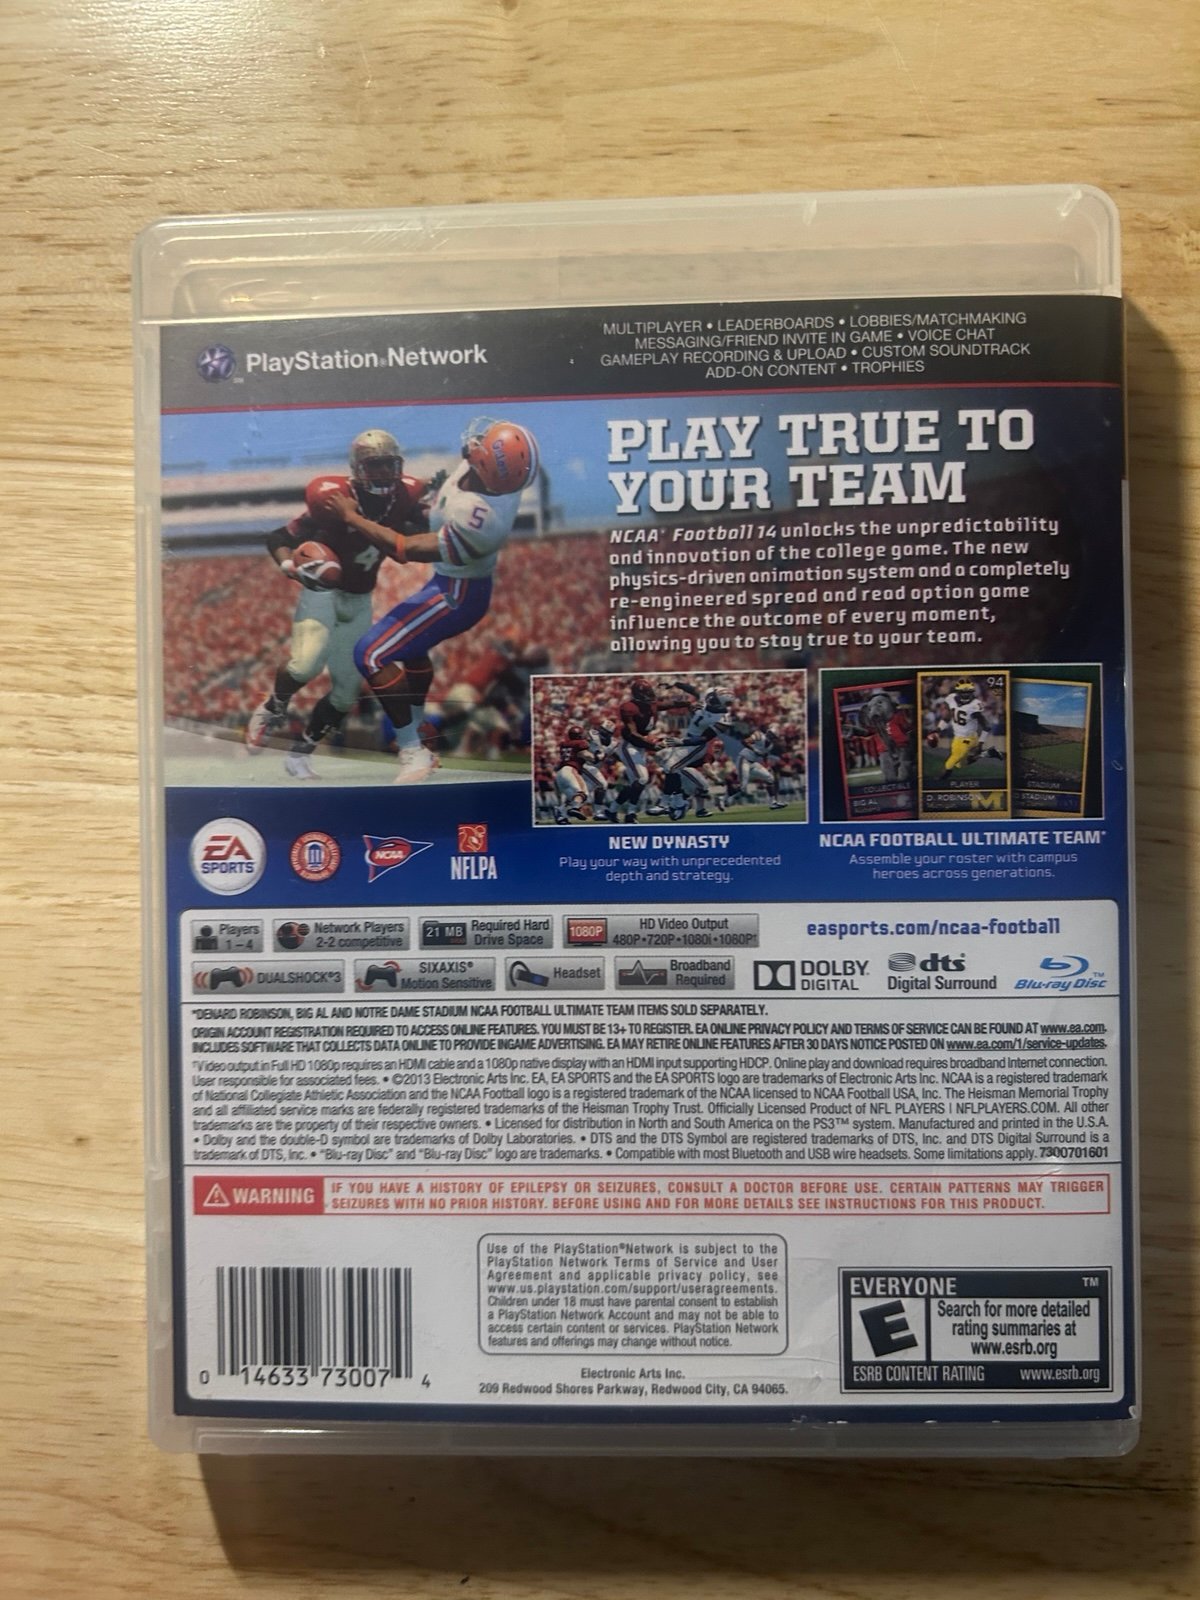 PlayStation®Network
SM
MULTIPLAYER • LEADERBOARDS • LOBBIES/MATCHMAKING
MESSAGING/FRIEND INVITE IN GAME • VOICE CHAT
GAMEPLAY RECORDING & UPLOAD • CUSTOM SOUNDTRACK
ADD-ON CONTENT • TROPHIES
PLAY TRUE TO
YOUR TEAM
NCAA® Football 14 unlocks the unpredictability
and innovation of the college game. The new
physics-driven animation system and a completely
re-engineered spread and read option game
influence the outcome of every moment,
allowing you to stay true to your team.
4
4
5
Gators
94
16
COLLECTIBLE
PLAYER
STADIUM
BIG AL
D. ROBINSON
M
STADIUM
EA
SPORTS™
NCAA
NFLPA
NEW DYNASTY
Play your way with unprecedented
depth and strategy.
NCAA FOOTBALL ULTIMATE TEAM*
Assemble your roster with campus
heroes across generations.
Players
1 – 4
Network Players
2-2 competitive
21 MB
Required Hard
Drive Space
1080P
HD Video Output
480P•720P•1080i•1080P†
easports.com/ncaa-football
DUALSHOCK®3
SIXAXIS®
Motion Sensitive
Headset
Broadband
Required
DOLBY
DIGITAL
dts
Digital Surround
Blu-ray Disc™
*DENARD ROBINSON, BIG AL AND NOTRE DAME STADIUM NCAA FOOTBALL ULTIMATE TEAM ITEMS SOLD SEPARATELY.
ORIGIN ACCOUNT REGISTRATION REQUIRED TO ACCESS ONLINE FEATURES. YOU MUST BE 13+ TO REGISTER. EA ONLINE PRIVACY POLICY AND TERMS OF SERVICE CAN BE FOUND AT www.ea.com.
INCLUDES SOFTWARE THAT COLLECTS DATA ONLINE TO PROVIDE INGAME ADVERTISING. EA MAY RETIRE ONLINE FEATURES AFTER 30 DAYS NOTICE POSTED ON www.ea.com/1/service-updates.
†Video output in Full HD 1080p requires an HDMI cable and a 1080p native display with an HDMI input supporting HDCP. Online play and download requires broadband Internet connection.
User responsible for associated fees. • ©2013 Electronic Arts Inc. EA, EA SPORTS and the EA SPORTS logo are trademarks of Electronic Arts Inc. NCAA is a registered trademark
of National Collegiate Athletic Association and the NCAA Football logo is a registered trademark of the NCAA licensed to NCAA Football USA, Inc. The Heisman Memorial Trophy
and all affiliated service marks are federally registered trademarks of the Heisman Trophy Trust. Officially Licensed Product of NFL PLAYERS | NFLPLAYERS.COM. All other
trademarks are the property of their respective owners. • Licensed for distribution in North and South America on the PS3™ system. Manufactured and printed in the U.S.A.
• Dolby and the double-D symbol are trademarks of Dolby Laboratories. • DTS and the DTS Symbol are registered trademarks of DTS, Inc. and DTS Digital Surround is a
trademark of DTS, Inc. • "Blu-ray Disc" and "Blu-ray Disc" logo are trademarks. • Compatible with most Bluetooth and USB wire headsets. Some limitations apply. 7300701601
WARNING
IF YOU HAVE A HISTORY OF EPILEPSY OR SEIZURES, CONSULT A DOCTOR BEFORE USE. CERTAIN PATTERNS MAY TRIGGER
SEIZURES WITH NO PRIOR HISTORY. BEFORE USING AND FOR MORE DETAILS SEE INSTRUCTIONS FOR THIS PRODUCT.
Use of the PlayStation®Network is subject to the
PlayStation Network Terms of Service and User
Agreement and applicable privacy policy, see
www.us.playstation.com/support/useragreements.
Children under 18 must have parental consent to establish
a PlayStation Network Account and may not be able to
access certain content or services. PlayStation Network
features and offerings may change without notice.
Electronic Arts Inc.
209 Redwood Shores Parkway, Redwood City, CA 94065.
0 14633 73007 4
EVERYONE ™
E
Search for more detailed
rating summaries at
www.esrb.org
ESRB CONTENT RATING www.esrb.org